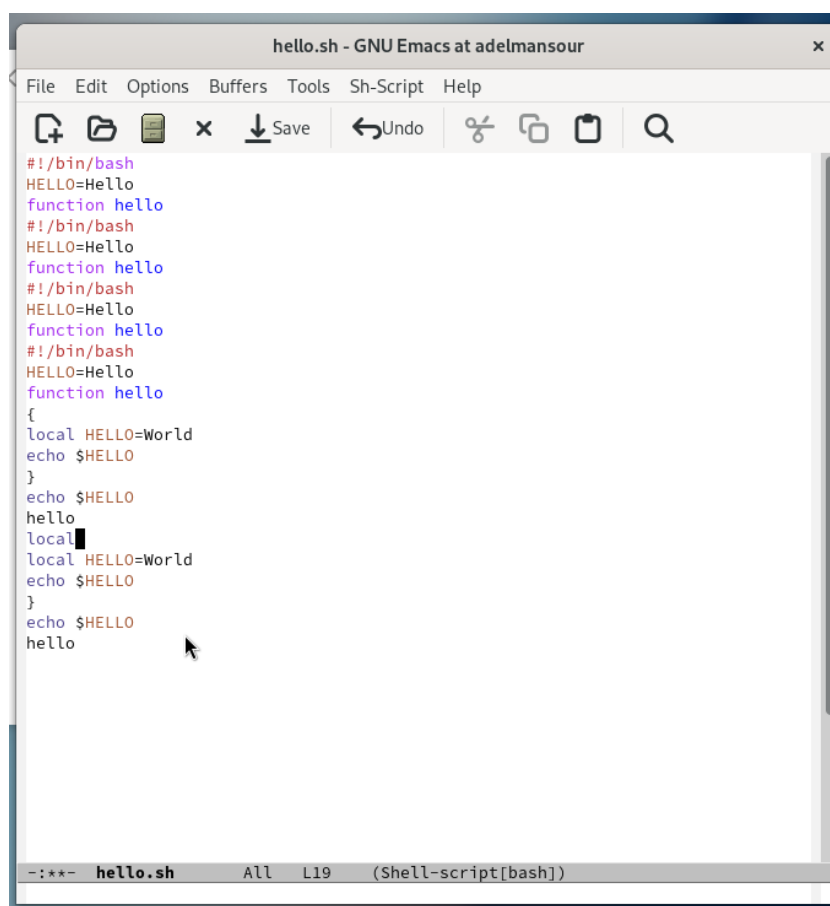 hello.sh - GNU Emacs at adelmansour ×
File Edit Options Buffers Tools Sh-Script Help
Save Undo
#!/bin/bash
HELLO=Hello
function hello
#!/bin/bash
HELLO=Hello
function hello
#!/bin/bash
HELLO=Hello
function hello
#!/bin/bash
HELLO=Hello
function hello
{
local HELLO=World
echo $HELLO
}
echo $HELLO
hello
local
local HELLO=World
echo $HELLO
}
echo $HELLO
hello
-:**- hello.sh All L19 (Shell-script[bash])